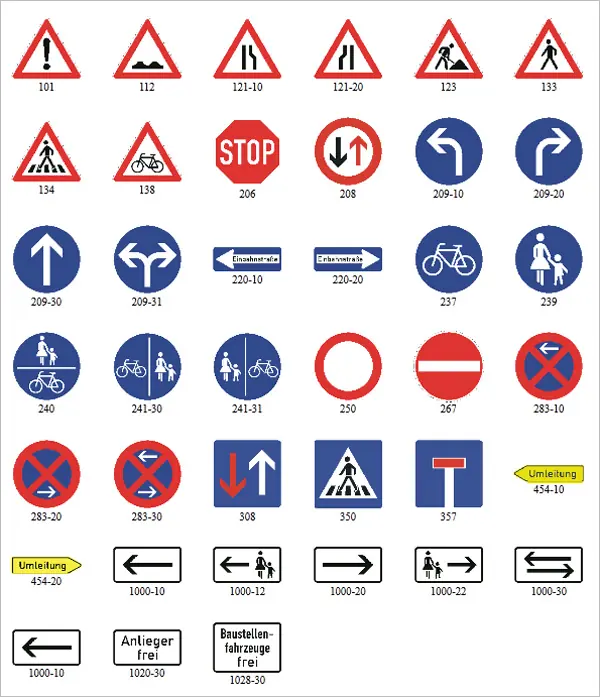 101 112 121-10 121-20 123 133
STOP
134 138 206 208 209-10 209-20
Einbahnstraße Einbahnstraße
209-30 209-31 220-10 220-20 237 239
240 241-30 241-31 250 267 283-10
Umleitung
283-20 283-30 308 350 357 454-10
Umleitung
454-20 1000-10 1000-12 1000-20 1000-22 1000-30
Anlieger
frei
Baustellen-
fahrzeuge
frei
1000-10 1020-30 1028-30